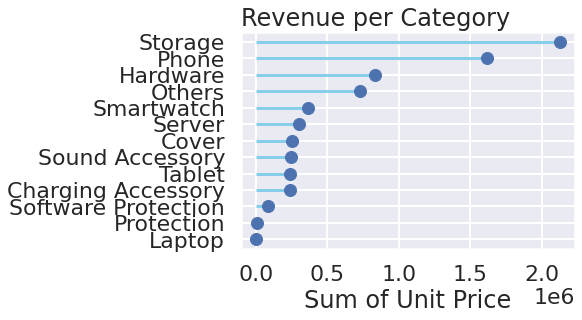 Revenue per Category
Storage
Phone
Hardware
Others
Smartwatch
Server
Cover
Sound Accessory
Tablet
Charging Accessory
Software Protection
Protection
Laptop
0.0 0.5 1.0 1.5 2.0
1e6
Sum of Unit Price